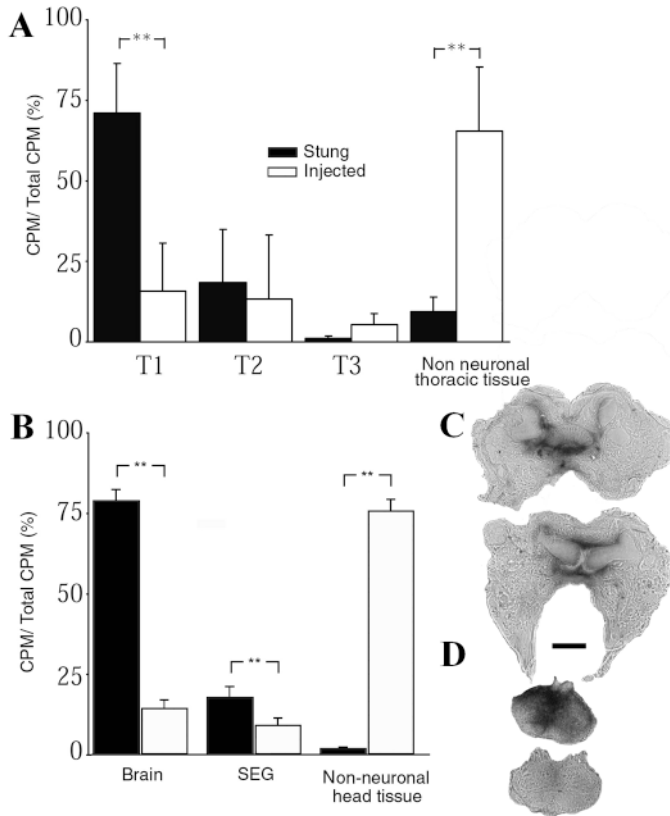 A
100
**
**
75
CPM/ Total CPM (%)
Stung
Injected
50
25
0
T1
T2
T3
Non neuronal
thoracic tissue
B
100
C
**
**
75
CPM/ Total CPM (%)
50
D
**
25
0
Brain
SEG
Non-neuronal
head tissue